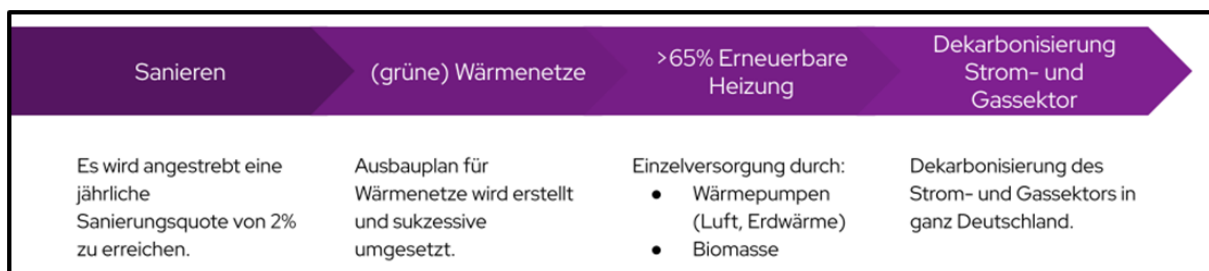 Sanieren
(grüne) Wärmenetze
>65% Erneuerbare
Heizung
Dekarbonisierung
Strom- und
Gassektor
Es wird angestrebt eine
jährliche
Sanierungsquote von 2%
zu erreichen.
Ausbauplan für
Wärmenetze wird erstellt
und sukzessive
umgesetzt.
Einzelversorgung durch:
● Wärmepumpen
(Luft, Erdwärme)
● Biomasse
Dekarbonisierung des
Strom- und Gassektors in
ganz Deutschland.